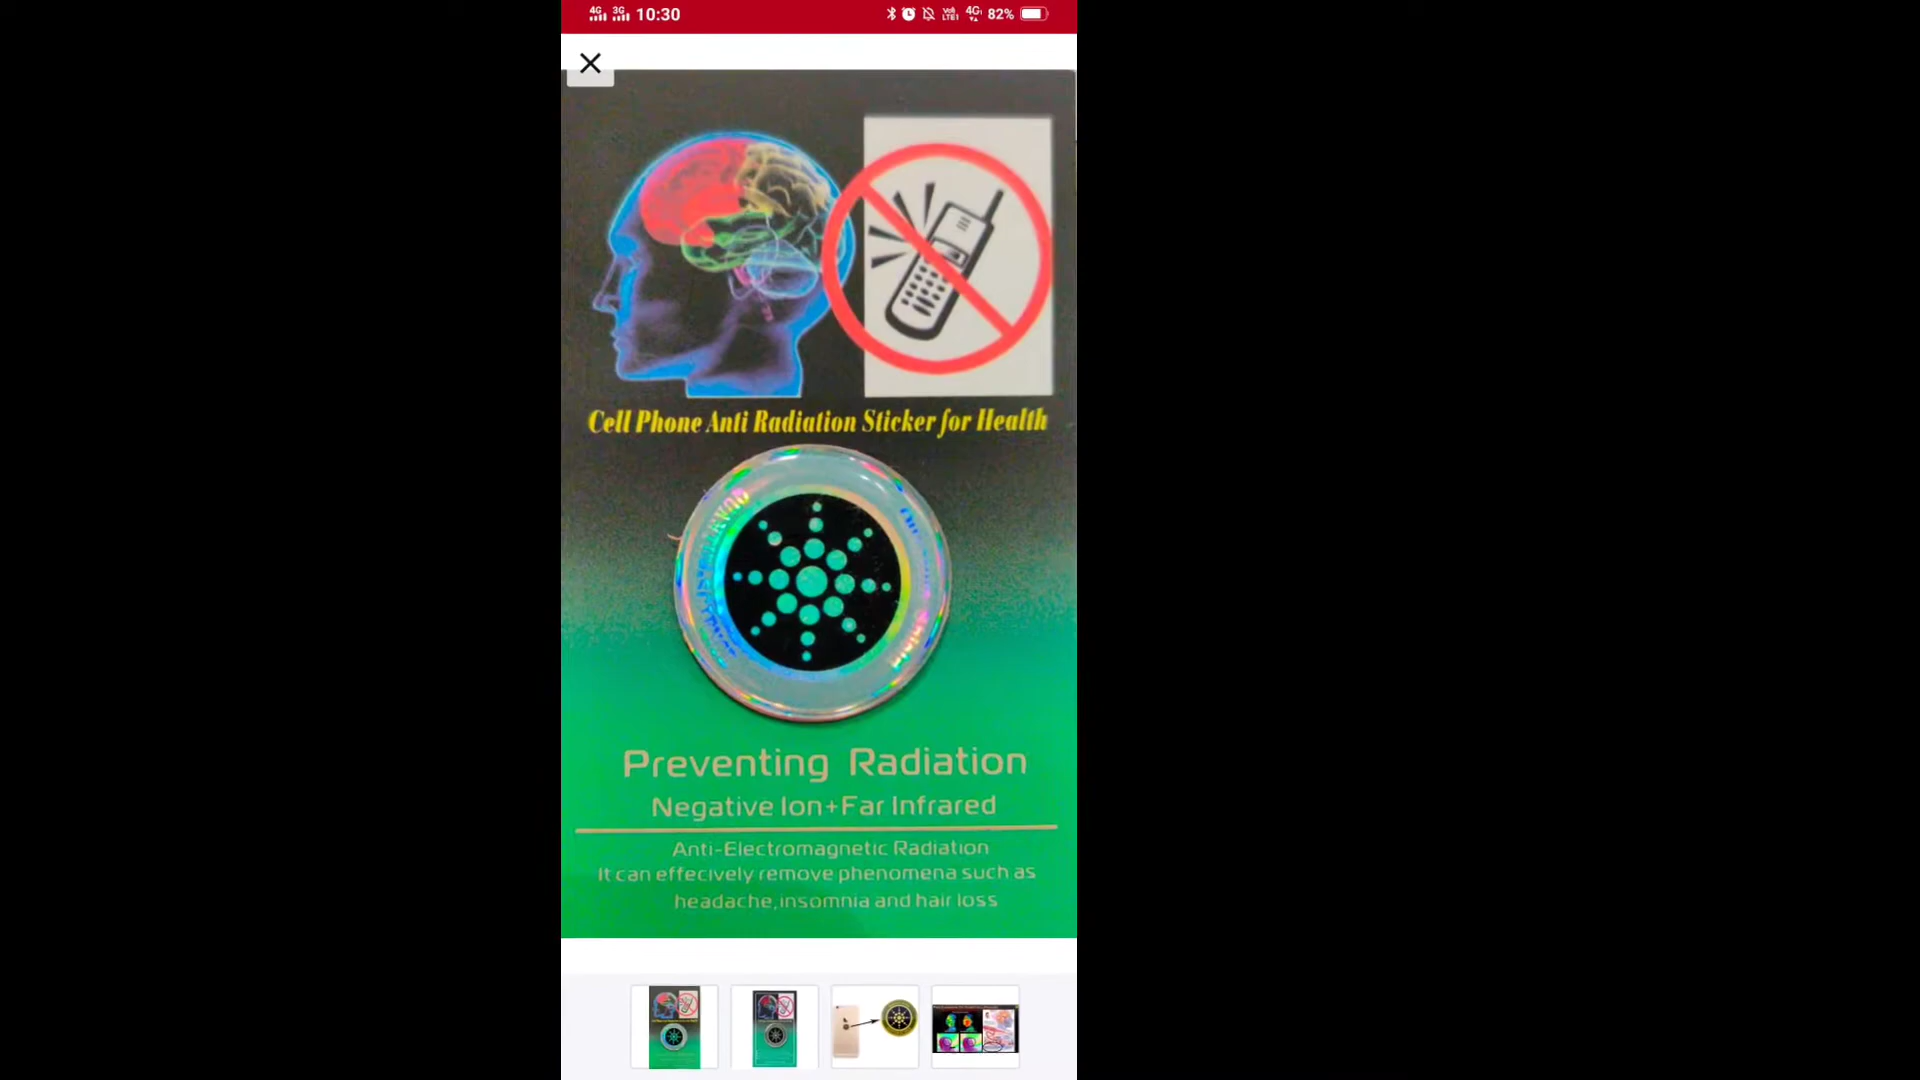 4G 3G 10:30 4G 82%
Cell Phone Anti Radiation Sticker for Health
Preventing Radiation
Negative Ion+Far Infrared
Anti-Electromagnetic Radiation
It can effecively remove phenomena such as
headache,insomnia and hair loss